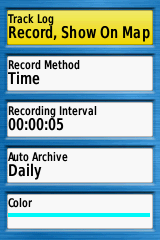 Track Log
Record, Show On Map
Record Method
Time
Recording Interval
00:00:05
Auto Archive
Daily
Color